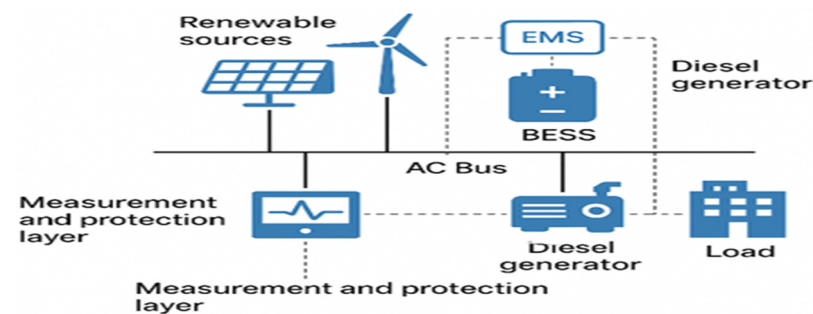 Renewable
sources
EMS
Diesel
generator
BESS
AC Bus
Measurement
and protection
layer
Diesel
generator
Load
Measurement and protection
layer